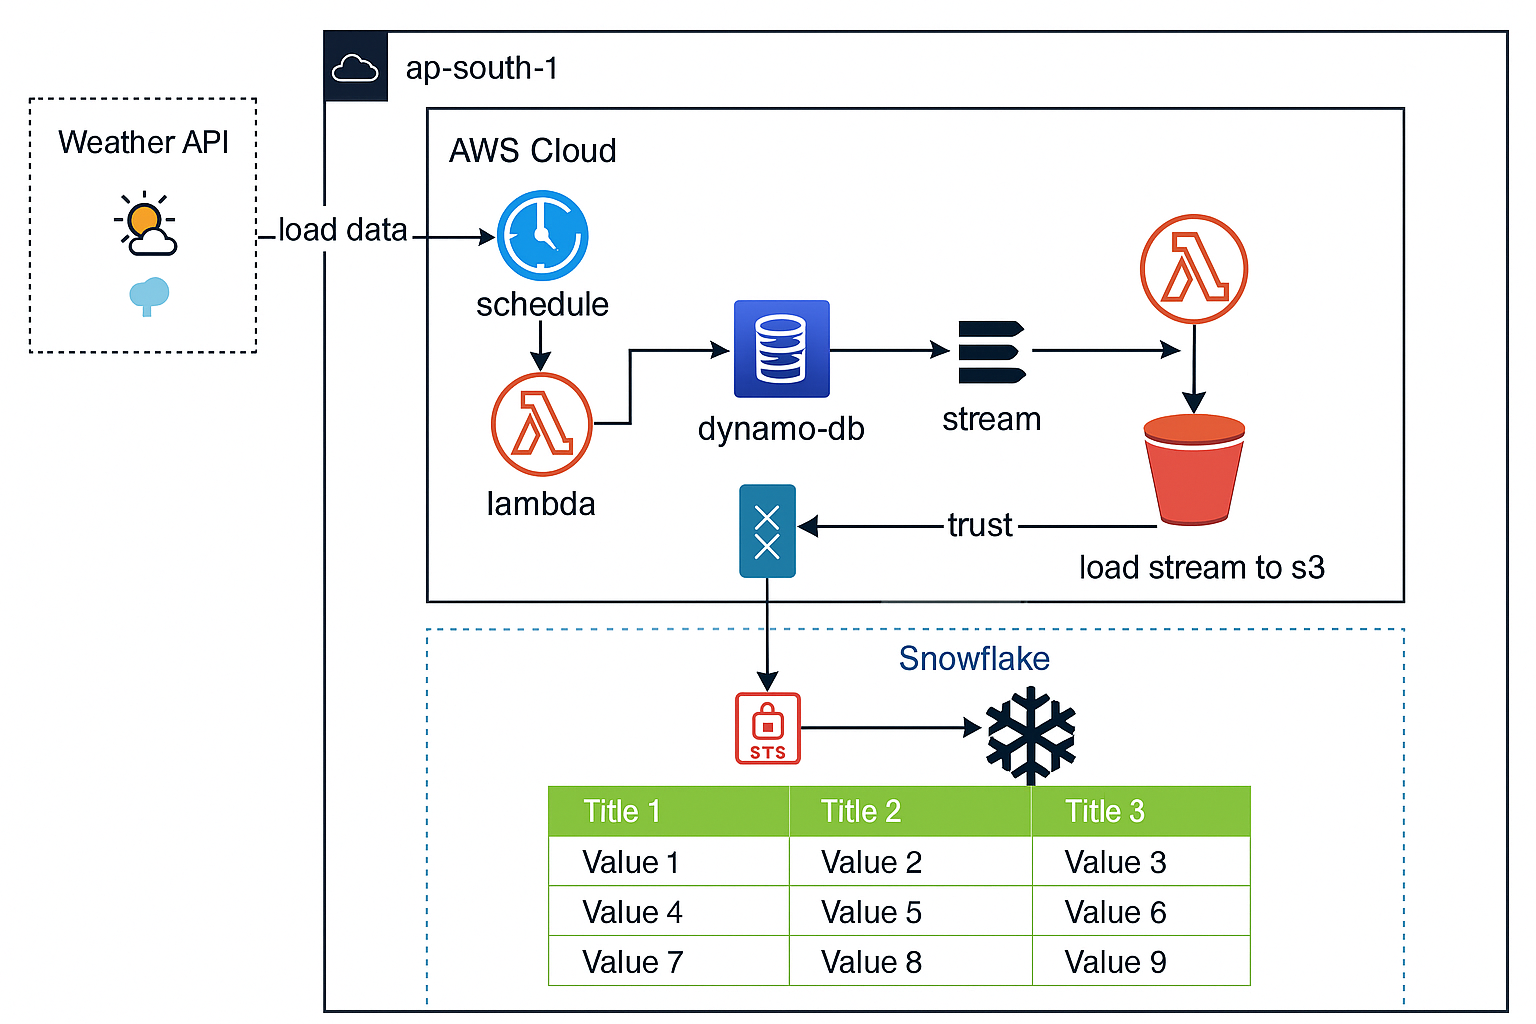 ap-south-1
Weather API
AWS Cloud
load data
schedule
lambda
dynamo-db
stream
trust
load stream to s3
Snowflake
STS
Title 1 Title 2 Title 3
Value 1 Value 2 Value 3
Value 4 Value 5 Value 6
Value 7 Value 8 Value 9